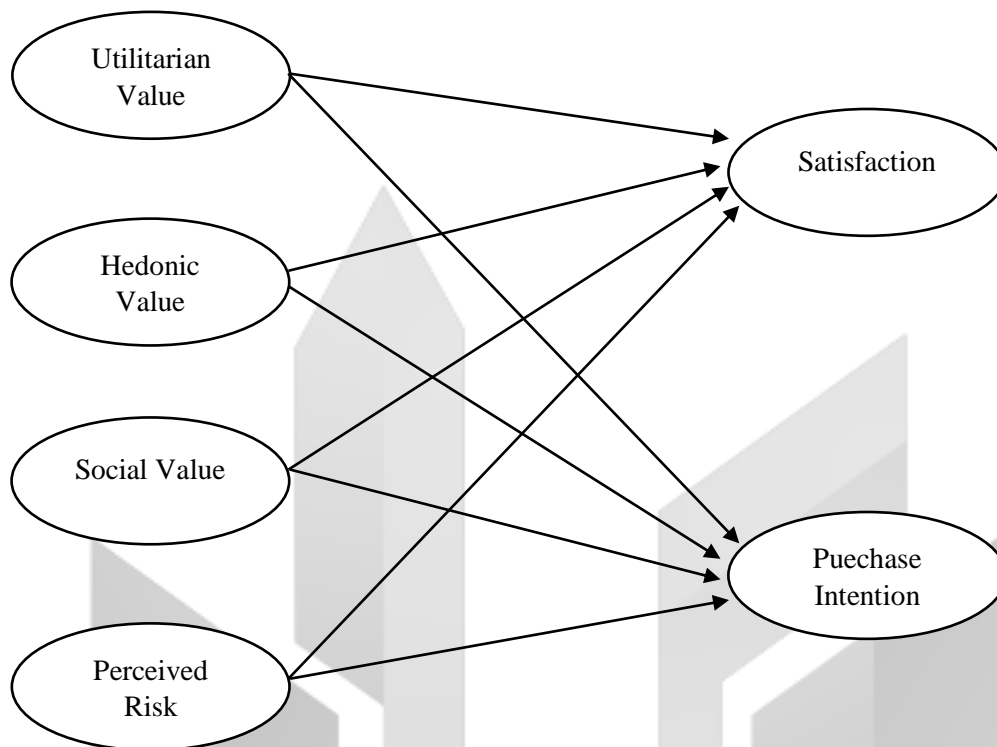 Utilitarian
Value
Satisfaction
Hedonic
Value
Social Value
Puechase
Intention
Perceived
Risk